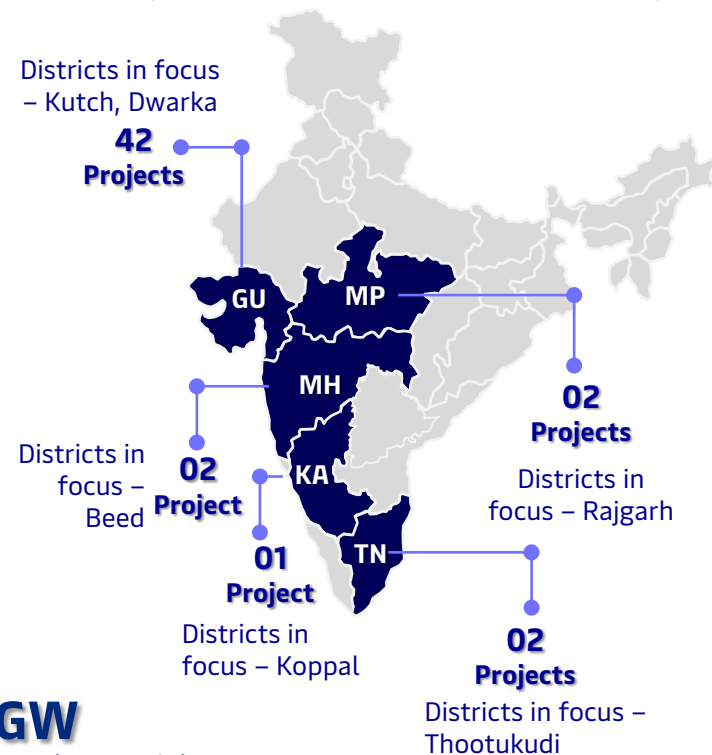 Districts in focus
– Kutch, Dwarka
42
Projects
GU
MP
MH
KA
TN
02
Projects
Districts in
focus – Rajgarh
Districts in
focus –
Beed
02
Project
01
Project
Districts in
focus – Koppal
02
Projects
Districts in focus –
Thootukudi
GW